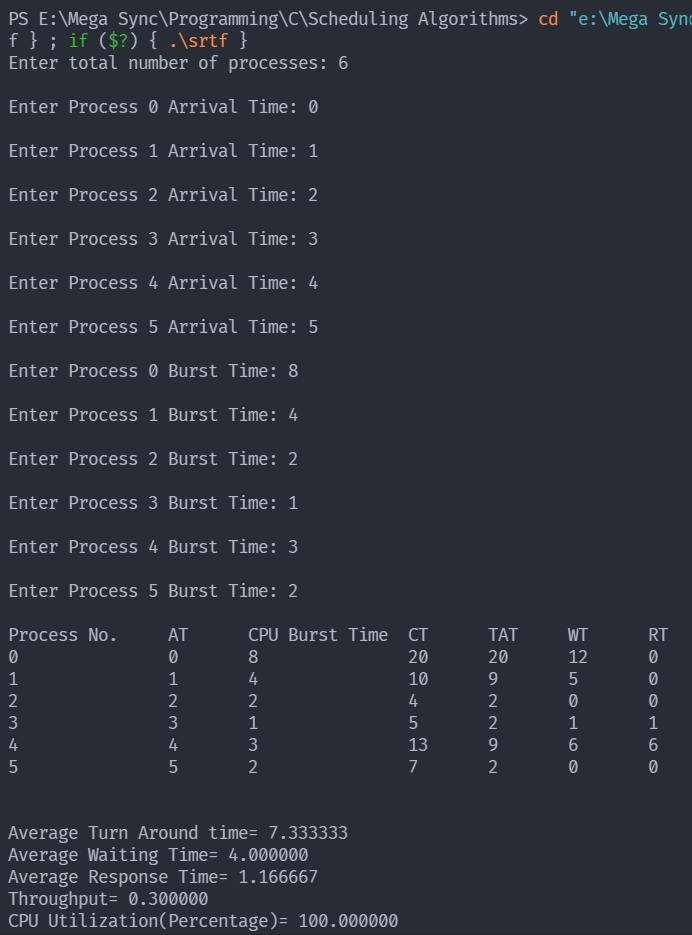 PS E:\Mega Sync\Programming\C\Scheduling Algorithms> cd "e:\Mega Sync
f } ; if ($?) { .\srtf }
Enter total number of processes: 6
Enter Process 0 Arrival Time: 0
Enter Process 1 Arrival Time: 1
Enter Process 2 Arrival Time: 2
Enter Process 3 Arrival Time: 3
Enter Process 4 Arrival Time: 4
Enter Process 5 Arrival Time: 5
Enter Process 0 Burst Time: 8
Enter Process 1 Burst Time: 4
Enter Process 2 Burst Time: 2
Enter Process 3 Burst Time: 1
Enter Process 4 Burst Time: 3
Enter Process 5 Burst Time: 2
Process No. AT CPU Burst Time CT TAT WT RT
0 0 8 20 20 12 0
1 1 4 10 9 5 0
2 2 2 4 2 0 0
3 3 1 5 2 1 1
4 4 3 13 9 6 6
5 5 2 7 2 0 0
Average Turn Around time= 7.333333
Average Waiting Time= 4.000000
Average Response Time= 1.166667
Throughput= 0.300000
CPU Utilization(Percentage)= 100.000000